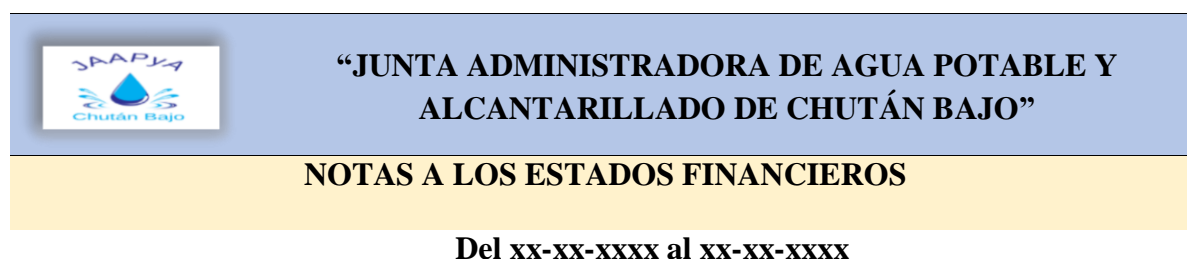 JAAPyA
Chután Bajo
“JUNTA ADMINISTRADORA DE AGUA POTABLE Y
ALCANTARILLADO DE CHUTÁN BAJO”
NOTAS A LOS ESTADOS FINANCIEROS
Del xx-xx-xxxx al xx-xx-xxxx